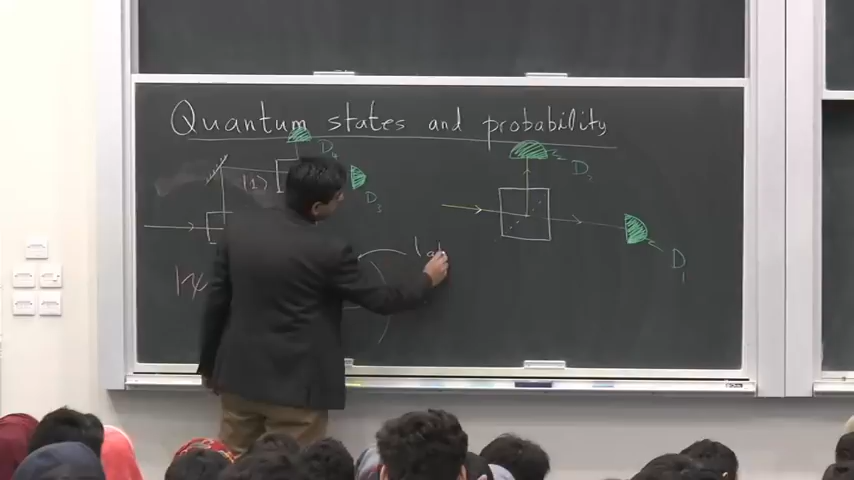 Quantum states and probability
D4
|1⟩
D3
D2
D1
|ψ